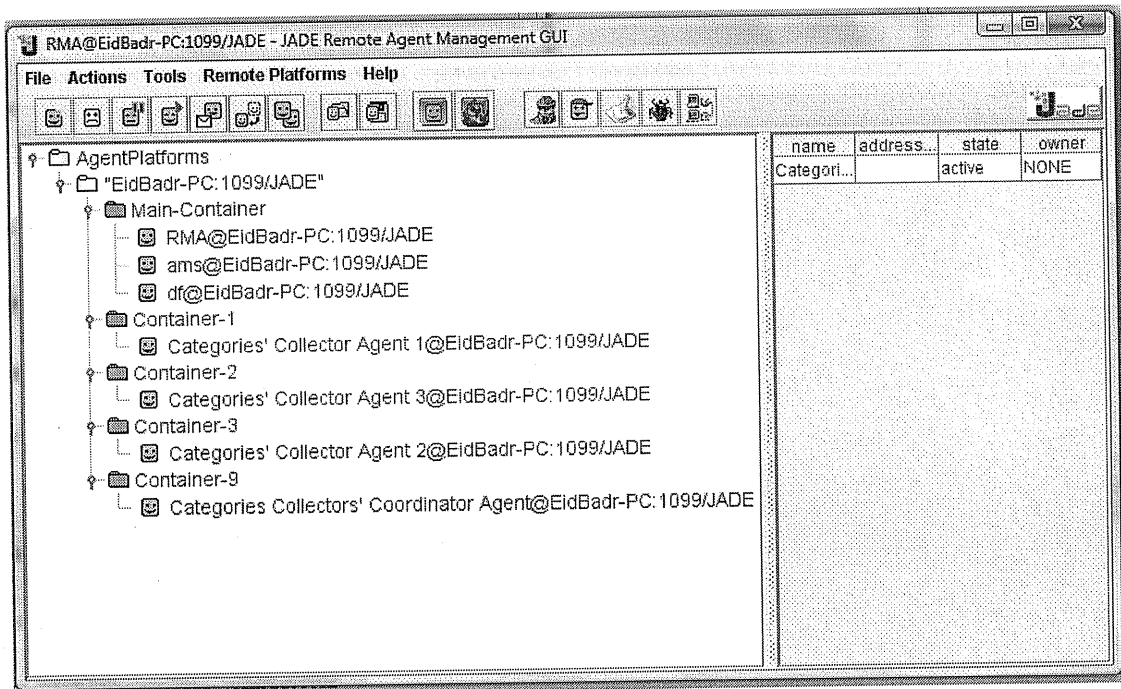 RMA@EidBadr-PC:1099/JADE - JADE Remote Agent Management GUI
File Actions Tools Remote Platforms Help
Jade
AgentPlatforms
"EidBadr-PC:1099/JADE"
Main-Container
RMA@EidBadr-PC:1099/JADE
ams@EidBadr-PC:1099/JADE
df@EidBadr-PC:1099/JADE
Container-1
Categories' Collector Agent 1@EidBadr-PC:1099/JADE
Container-2
Categories' Collector Agent 3@EidBadr-PC:1099/JADE
Container-3
Categories' Collector Agent 2@EidBadr-PC:1099/JADE
Container-9
Categories Collectors' Coordinator Agent@EidBadr-PC:1099/JADE
name address... state owner
Categori... active NONE